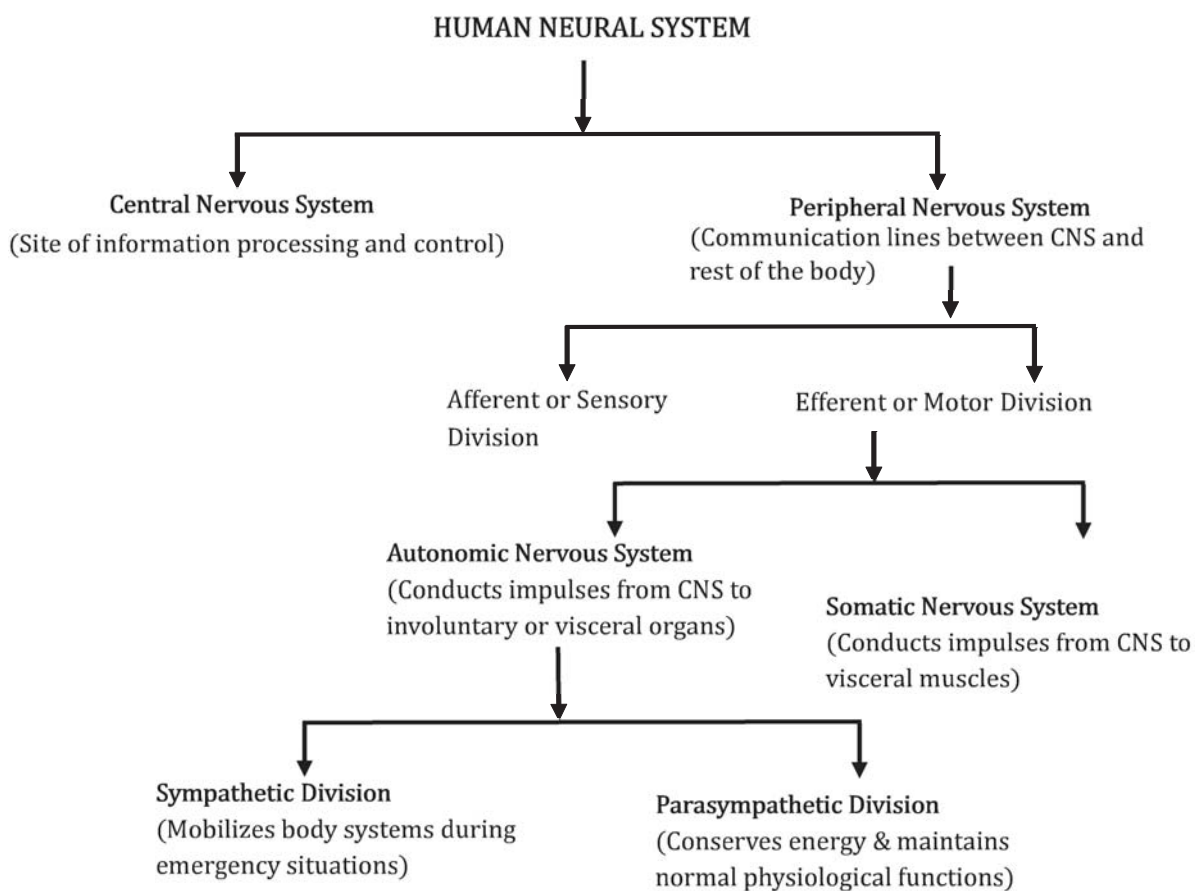 HUMAN NEURAL SYSTEM
Central Nervous System
(Site of information processing and control)
Peripheral Nervous System
(Communication lines between CNS and
rest of the body)
Afferent or Sensory
Division
Efferent or Motor Division
Autonomic Nervous System
(Conducts impulses from CNS to
involuntary or visceral organs)
Somatic Nervous System
(Conducts impulses from CNS to
visceral muscles)
Sympathetic Division
(Mobilizes body systems during
emergency situations)
Parasympathetic Division
(Conserves energy & maintains
normal physiological functions)